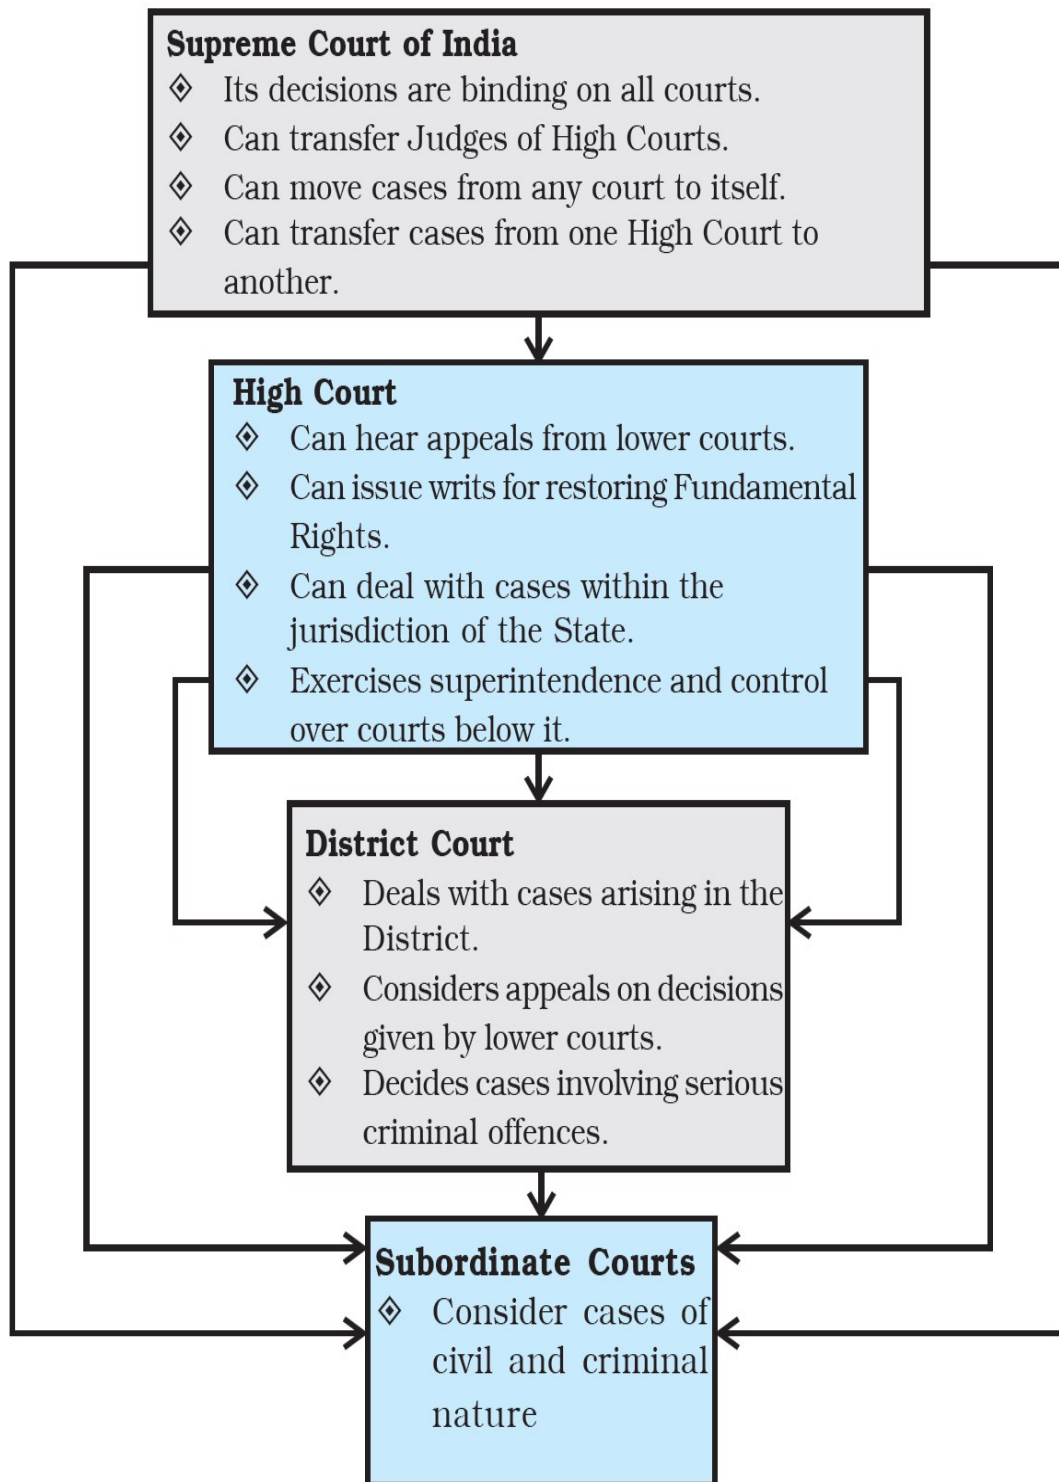 Supreme Court of India
Its decisions are binding on all courts.
Can transfer Judges of High Courts.
Can move cases from any court to itself.
Can transfer cases from one High Court to
another.
High Court
Can hear appeals from lower courts.
Can issue writs for restoring Fundamental
Rights.
Can deal with cases within the
jurisdiction of the State.
Exercises superintendence and control
over courts below it.
District Court
Deals with cases arising in the
District.
Considers appeals on decisions
given by lower courts.
Decides cases involving serious
criminal offences.
Subordinate Courts
Consider cases of
civil and criminal
nature